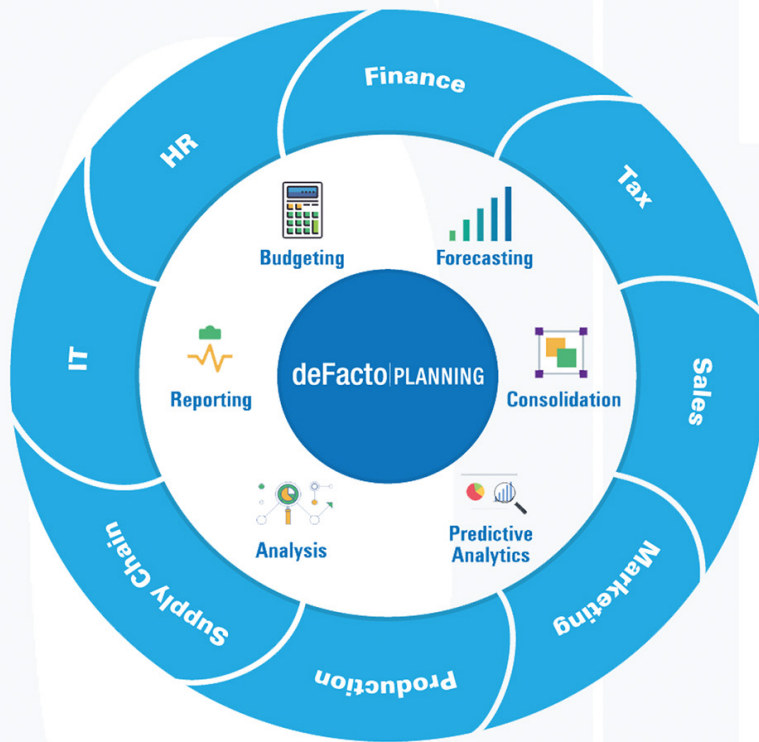 Finance
Tax
Sales
Marketing
Production
Supply Chain
IT
HR
Budgeting
Forecasting
Reporting
deFacto|PLANNING
Consolidation
Analysis
Predictive
Analytics